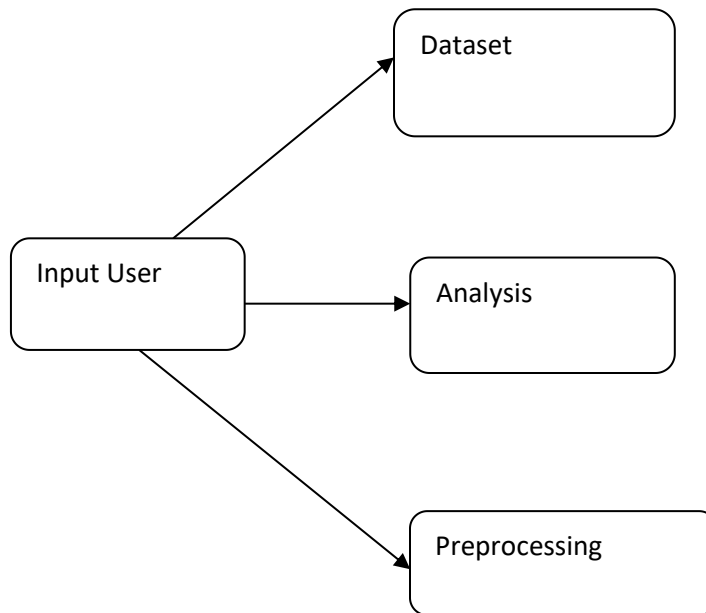 Dataset
Input User
Analysis
Preprocessing